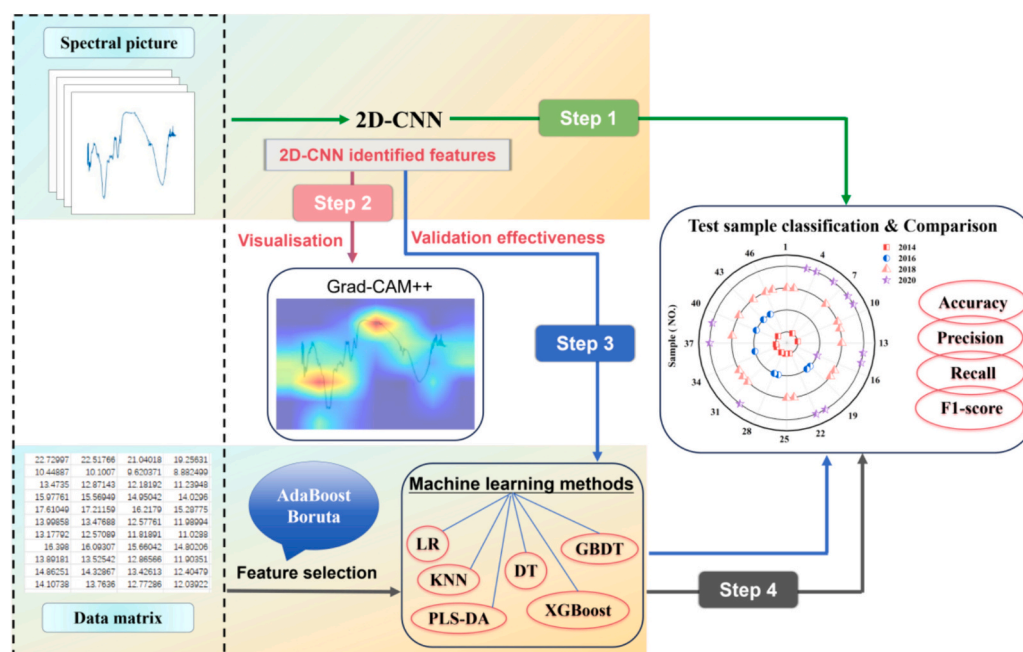 Spectral picture
2D-CNN
Step 1
2D-CNN identified features
Step 2
Visualisation
Validation effectiveness
Grad-CAM++
Step 3
Test sample classification & Comparison
2014
2016
2018
2020
1
4
7
10
13
16
19
22
25
28
31
34
37
40
43
46
Sample ( NO.)
Accuracy
Precision
Recall
F1-score
22.72997 22.51766 21.04018 19.25631
10.44887 10.1007 9.620371 8.882499
13.4735 12.87143 12.18192 11.23948
15.97761 15.56949 14.95042 14.0296
17.61049 17.21159 16.2179 15.28775
13.99858 13.47688 12.57761 11.98994
13.17792 12.57089 11.81891 11.0288
16.398 16.09307 15.66042 14.80206
13.89181 13.52542 12.86566 11.90351
14.86251 14.32867 13.42613 12.40479
14.10738 13.7636 12.77286 12.03922
Data matrix
AdaBoost
Boruta
Feature selection
Machine learning methods
LR
KNN
PLS-DA
DT
XGBoost
GBDT
Step 4